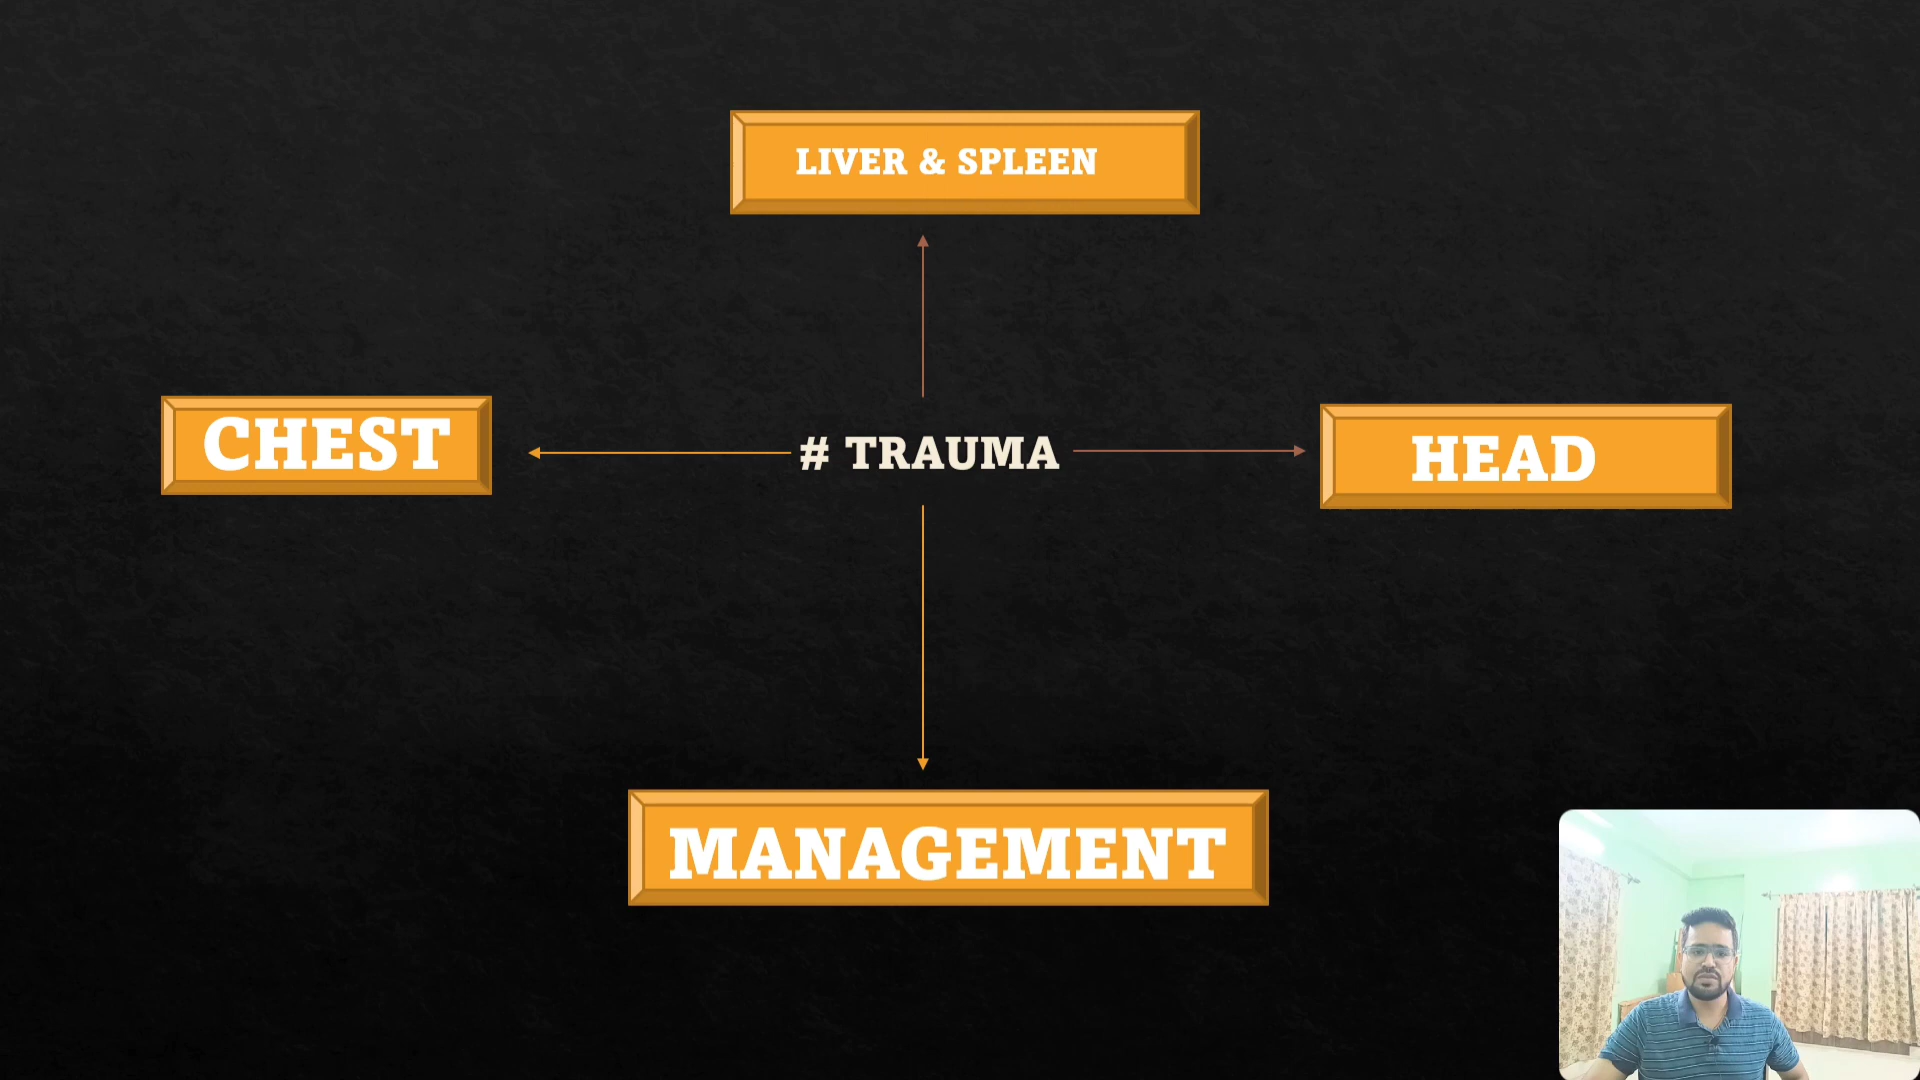 LIVER & SPLEEN
CHEST
# TRAUMA
HEAD
MANAGEMENT